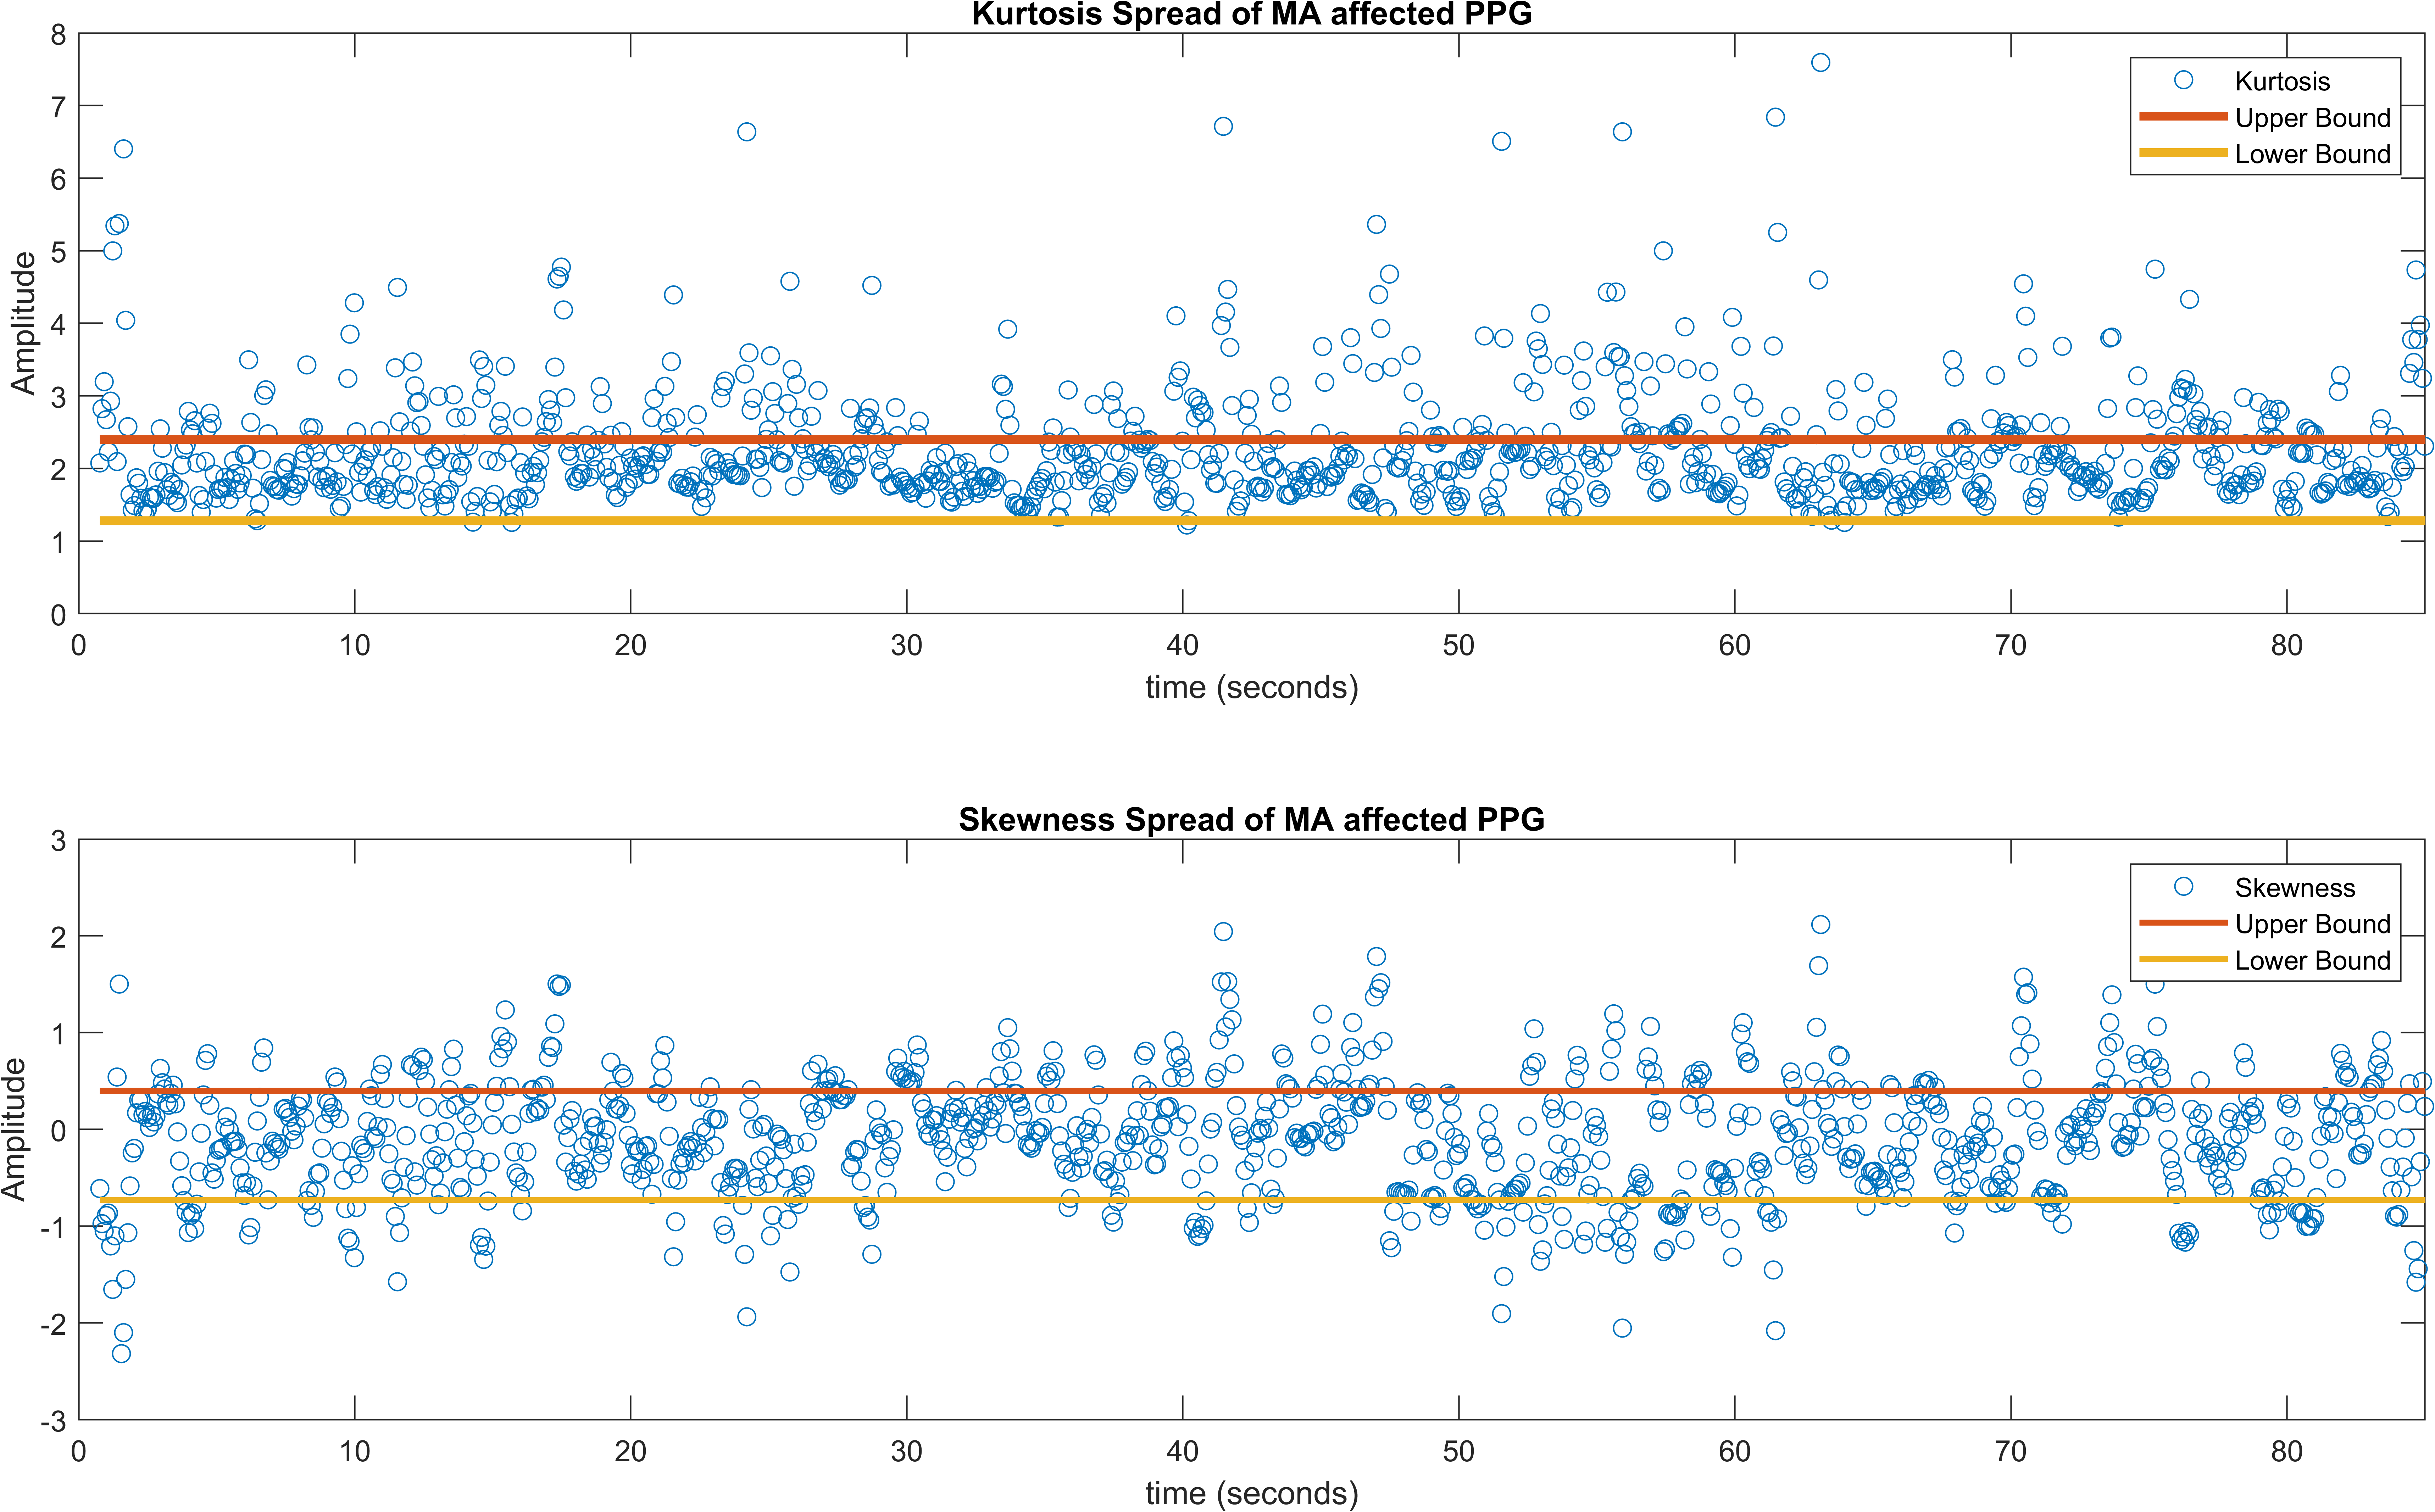 Kurtosis Spread of MA affected PPG
8
7
6
5
4
3
2
1
0
Amplitude
Kurtosis
Upper Bound
Lower Bound
0 10 20 30 40 50 60 70 80
time (seconds)
Skewness Spread of MA affected PPG
3
2
1
0
-1
-2
-3
Amplitude
Skewness
Upper Bound
Lower Bound
0 10 20 30 40 50 60 70 80
time (seconds)